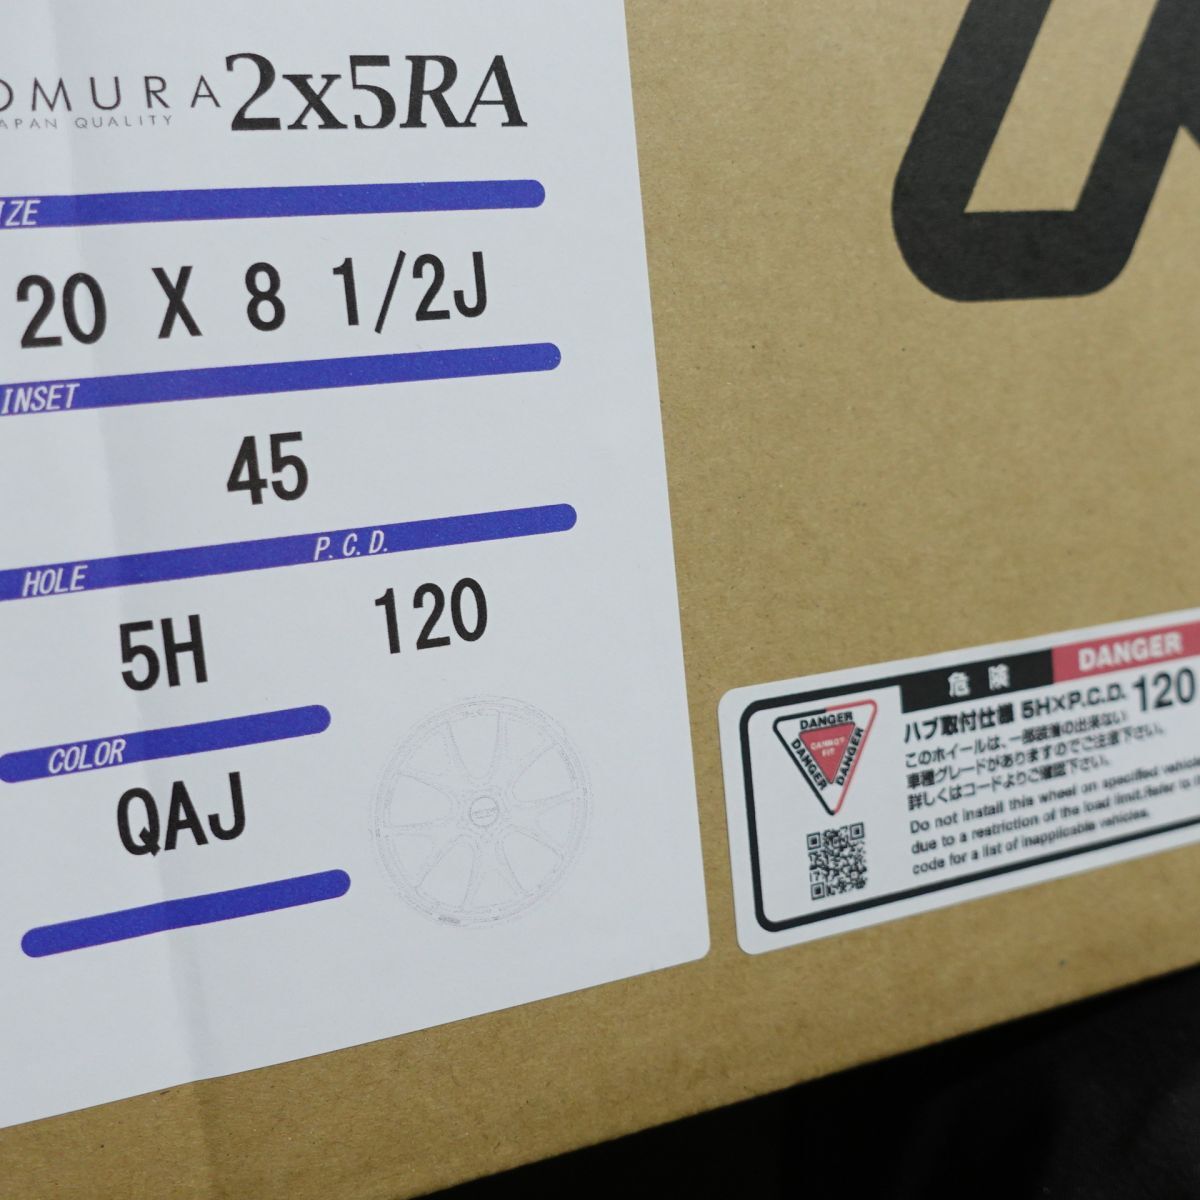 OMURA 2x5RA
JAPAN QUALITY
SIZE
20 X 8 1/2J
INSET
45
HOLE P.C.D.
5H 120
COLOR
QAJ
危険 DANGER
ハブ取付仕様 5H×P.C.D. 120
このホイールは、一部装着の出来ない
車種グレードがありますのでご注意下さい。
詳しくはコードよりご確認下さい。
Do not install this wheel on specified vehicle
due to a restriction of the load limit. Refer to
code for a list of inapplicable vehicles.
DANGER
DANGER
DANGER
CANNOT
FIT